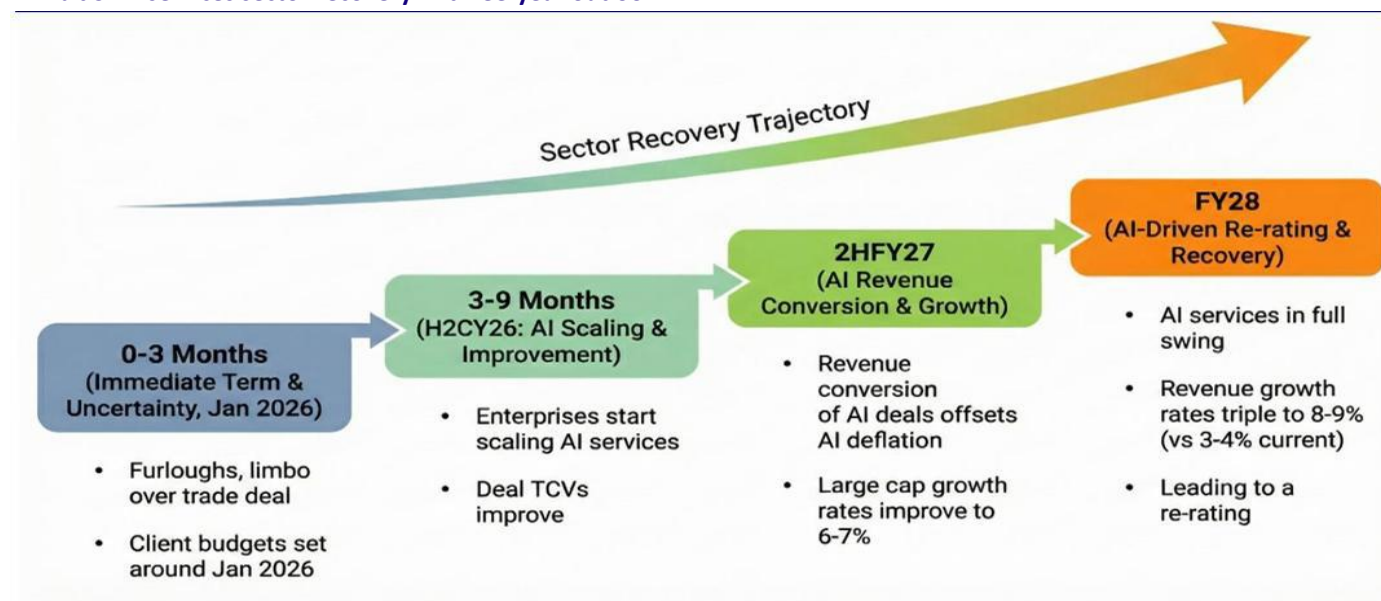 Sector Recovery Trajectory
0-3 Months
(Immediate Term &
Uncertainty, Jan 2026)
• Furloughs, limbo
over trade deal
• Client budgets set
around Jan 2026
3-9 Months
(H2CY26: AI Scaling &
Improvement)
• Enterprises start
scaling AI services
• Deal TCVs
improve
2HFY27
(AI Revenue
Conversion & Growth)
• Revenue
conversion
of AI deals offsets
AI deflation
• Large cap growth
rates improve to
6-7%
FY28
(AI-Driven Re-rating &
Recovery)
• AI services in full
swing
• Revenue growth
rates triple to 8-9%
(vs 3-4% current)
• Leading to a
re-rating